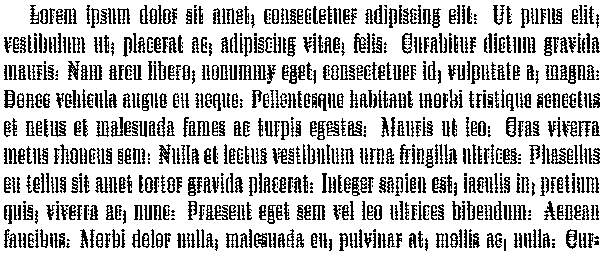 Lorem ipsum dolor sit amet, consectetuer adipiscing elit. Ut purus elit,
vestibulum ut, placerat ac, adipiscing vitae, felis. Curabitur dictum gravida
mauris. Nam arcu libero, nonummy eget, consectetuer id, vulputate a, magna.
Donec vehicula augue eu neque. Pellentesque habitant morbi tristique senectus
et netus et malesuada fames ac turpis egestas. Mauris ut leo. Cras viverra
metus rhoncus sem. Nulla et lectus vestibulum urna fringilla ultrices. Phasellus
eu tellus sit amet tortor gravida placerat. Integer sapien est, iaculis in, pretium
quis, viverra ac, nunc. Praesent eget sem vel leo ultrices bibendum. Aenean
faucibus. Morbi dolor nulla, malesuada eu, pulvinar at, mollis ac, nulla. Cur-